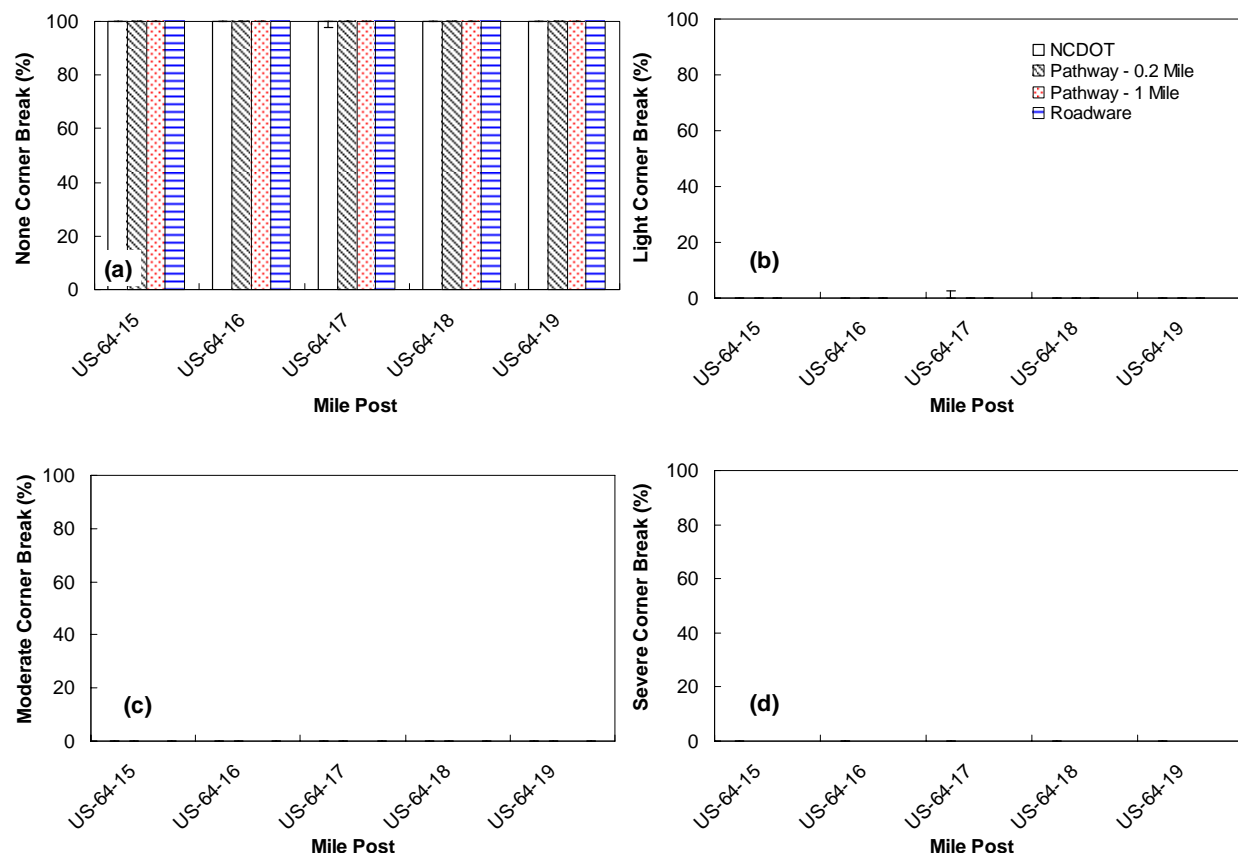 None Corner Break (%)
100
80
60
40
20
0
(a)
US-64-15
US-64-16
US-64-17
US-64-18
US-64-19
Mile Post
Light Corner Break (%)
100
80
60
40
20
0
NCDOT
Pathway - 0.2 Mile
Pathway - 1 Mile
Roadware
(b)
US-64-15
US-64-16
US-64-17
US-64-18
US-64-19
Mile Post
Moderate Corner Break (%)
100
80
60
40
20
0
(c)
US-64-15
US-64-16
US-64-17
US-64-18
US-64-19
Mile Post
Severe Corner Break (%)
100
80
60
40
20
0
(d)
US-64-15
US-64-16
US-64-17
US-64-18
US-64-19
Mile Post